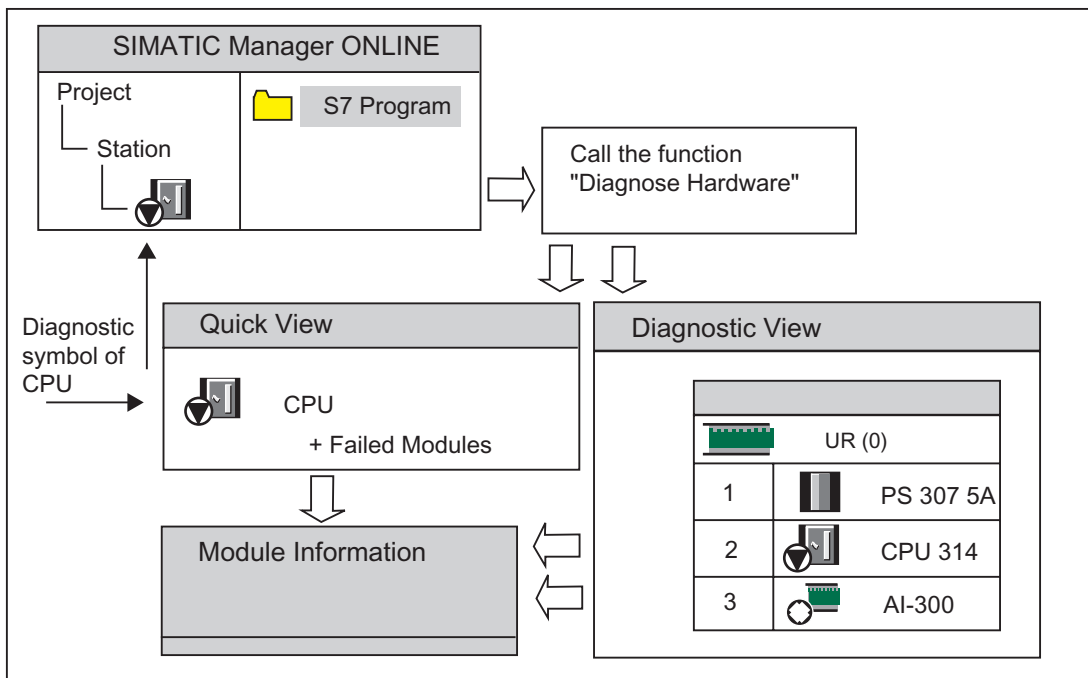 SIMATIC Manager ONLINE
Project
Station
S7 Program
Call the function
"Diagnose Hardware"
Diagnostic
symbol of
CPU
Quick View
CPU
+ Failed Modules
Module Information
Diagnostic View
UR (0)
1 PS 307 5A
2 CPU 314
3 AI-300